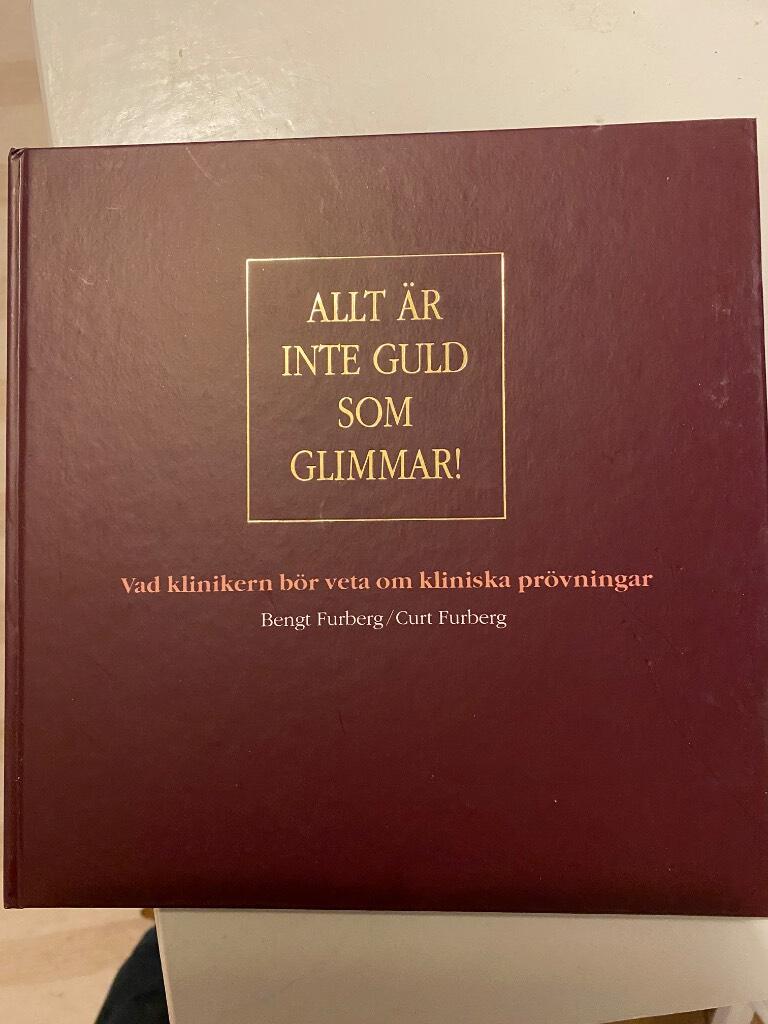 ALLT ÄR
INTE GULD
SOM
GLIMMAR!
Vad klinikern bör veta om kliniska prövningar
Bengt Furberg/Curt Furberg